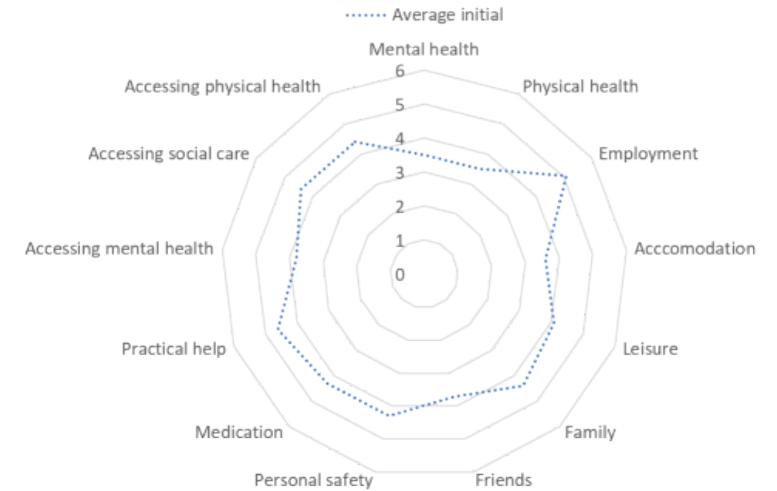 Average initial
Mental health
Physical health
Employment
Acccomodation
Leisure
Family
Friends
Personal safety
Medication
Practical help
Accessing mental health
Accessing social care
Accessing physical health
6
5
4
3
2
1
0